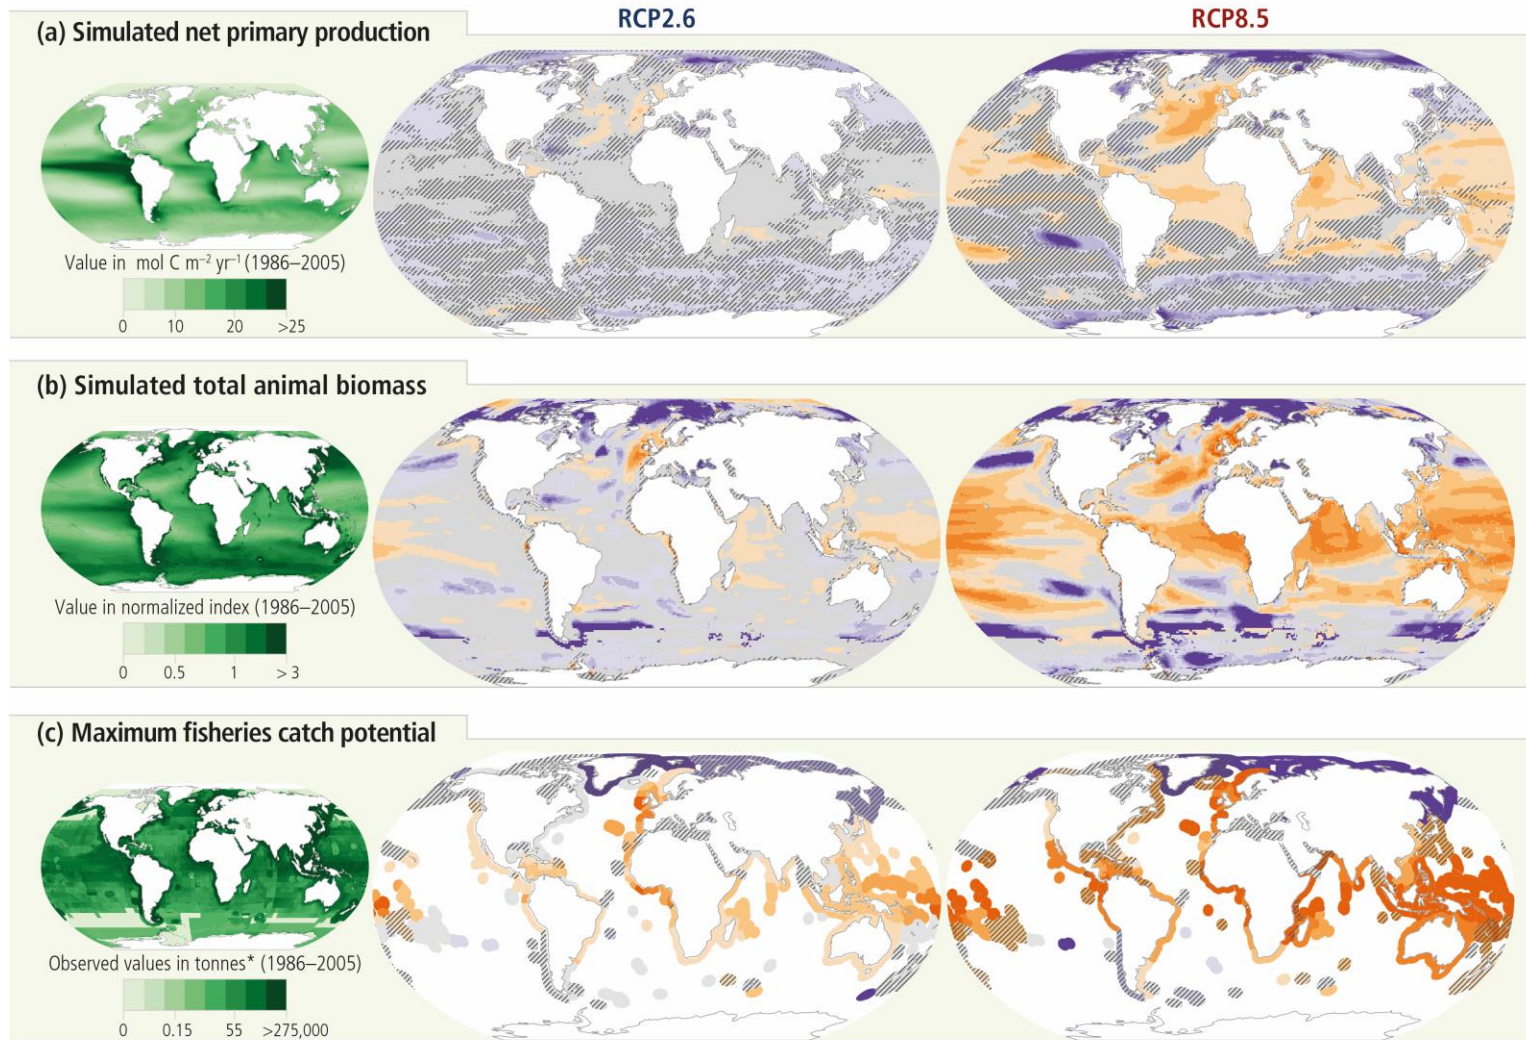 RCP2.6
RCP8.5
(a) Simulated net primary production
Value in mol C m⁻² yr⁻¹ (1986–2005)
0 10 20 >25
(b) Simulated total animal biomass
Value in normalized index (1986–2005)
0 0.5 1 > 3
(c) Maximum fisheries catch potential
Observed values in tonnes* (1986–2005)
0 0.15 55 >275,000